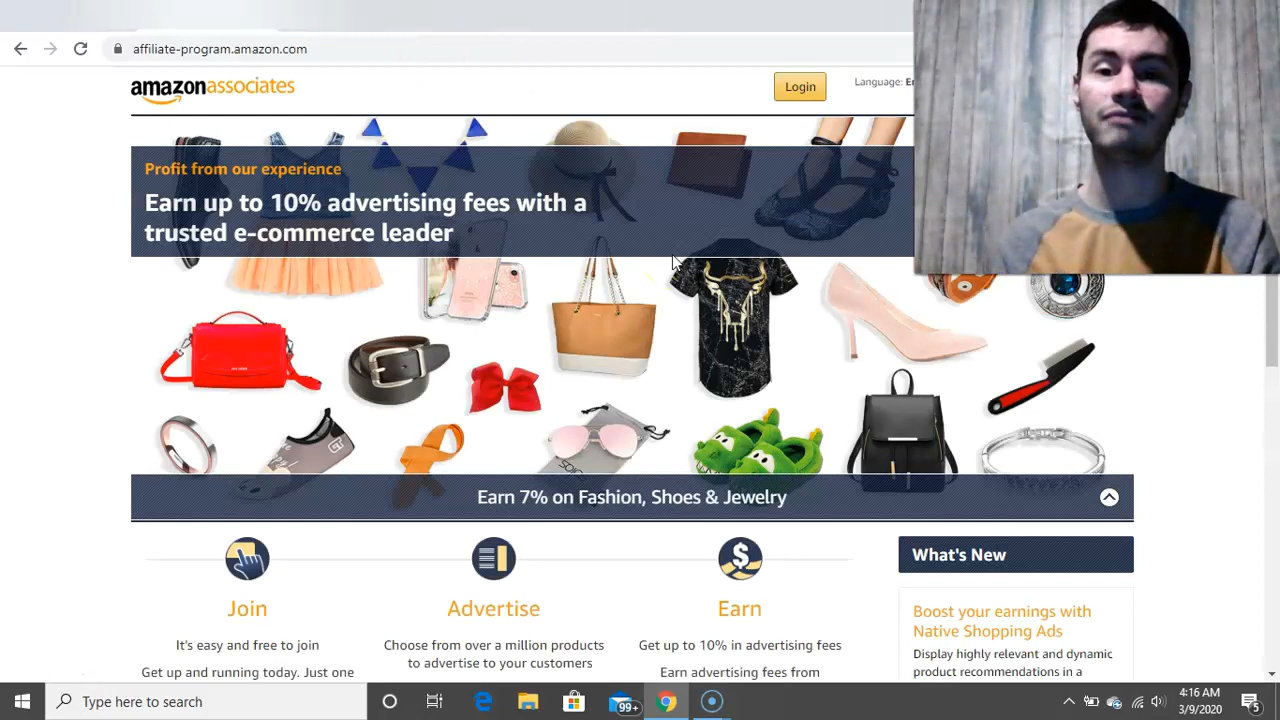 affiliate-program.amazon.com
amazonassociates
Login
Language:
Profit from our experience
Earn up to 10% advertising fees with a
trusted e-commerce leader
Earn 7% on Fashion, Shoes & Jewelry
What's New
Join
Advertise
Earn
Boost your earnings with
Native Shopping Ads
It's easy and free to join
Choose from over a million products
to advertise to your customers
Get up to 10% in advertising fees
Display highly relevant and dynamic
product recommendations in a
Get up and running today. Just one
Earn advertising fees from
Type here to search
99+
4:16 AM
3/9/2020
5